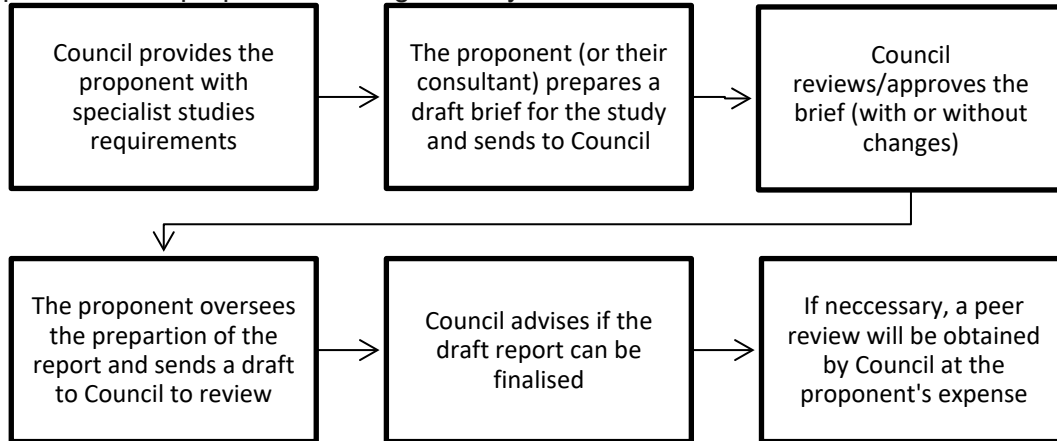 Council provides the
proponent with
specialist studies
requirements
The proponent (or their
consultant) prepares a
draft brief for the study
and sends to Council
Council
reviews/approves the
brief (with or without
changes)
The proponent oversees
the prepartion of the
report and sends a draft
to Council to review
Council advises if the
draft report can be
finalised
If neccessary, a peer
review will be obtained
by Council at the
proponent's expense